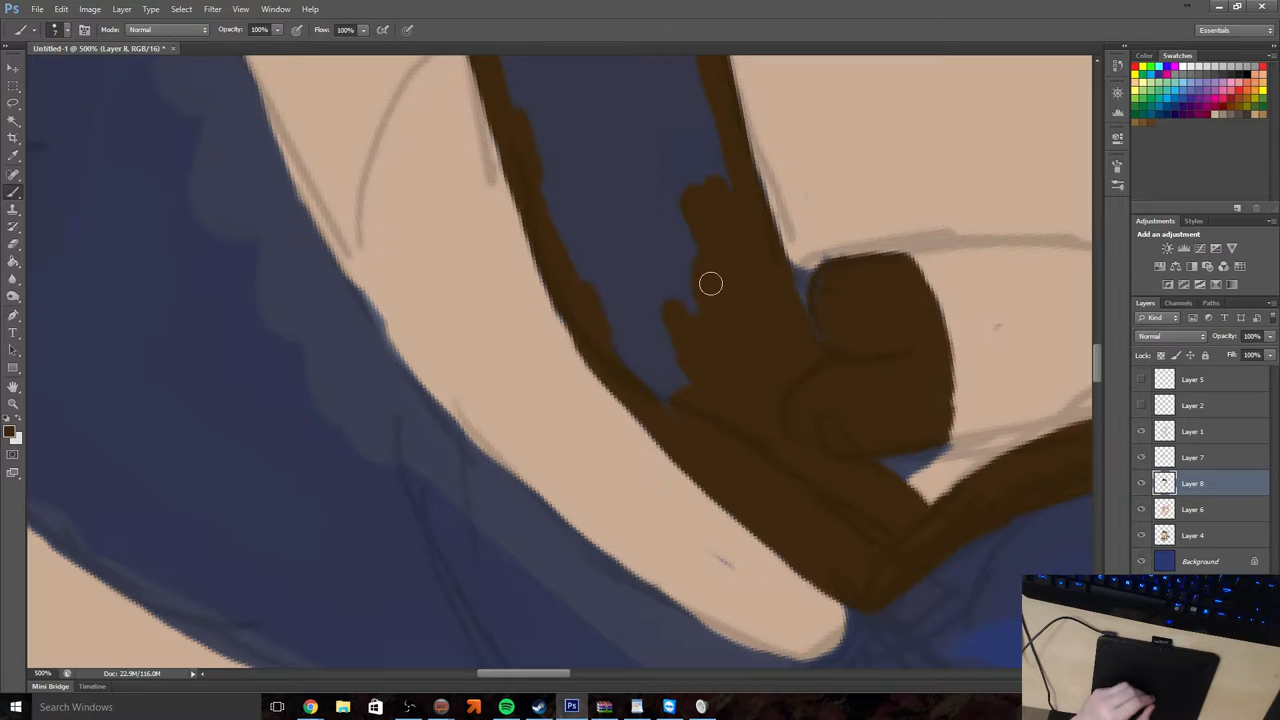 Ps File Edit Image Layer Type Select Filter View Window Help
7 Mode: Normal Opacity: 100% Flow: 100% Essentials
Untitled-1 @ 500% (Layer 8, RGB/16) * ×
Color Swatches
Adjustments Styles
Add an adjustment
Layers Channels Paths
Kind
Normal Opacity: 100%
Lock: Fill: 100%
Layer 5
Layer 2
Layer 1
Layer 7
Layer 8
Layer 6
Layer 4
Background
500% Doc: 22.9M/116.0M
Mini Bridge Timeline
Search Windows